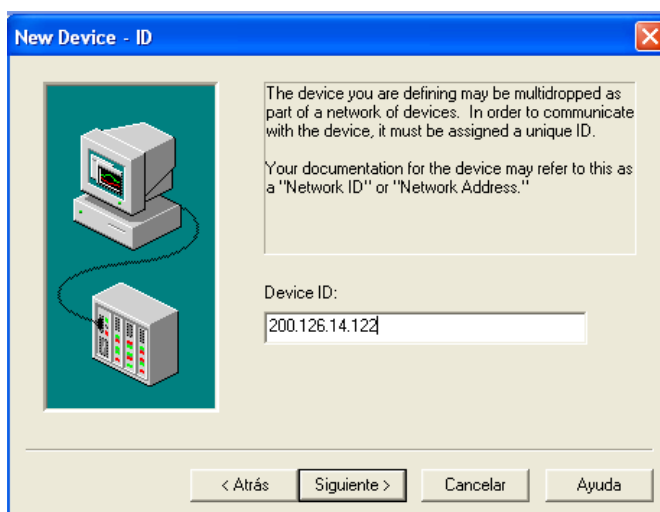 New Device - ID
The device you are defining may be multidropped as
part of a network of devices.  In order to communicate
with the device, it must be assigned a unique ID.
Your documentation for the device may refer to this as
a "Network ID" or "Network Address."
Device ID:
200.126.14.122
< Atrás
Siguiente >
Cancelar
Ayuda